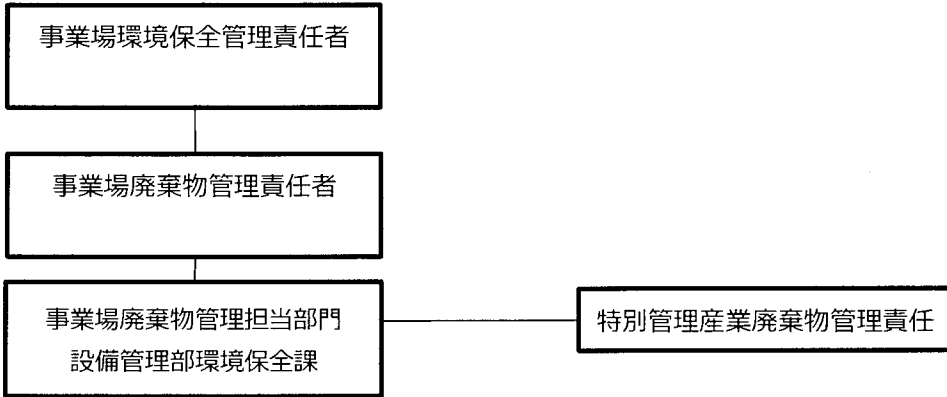 事業場環境保全管理責任者
事業場廃棄物管理責任者
事業場廃棄物管理担当部門
設備管理部環境保全課
特別管理産業廃棄物管理責任